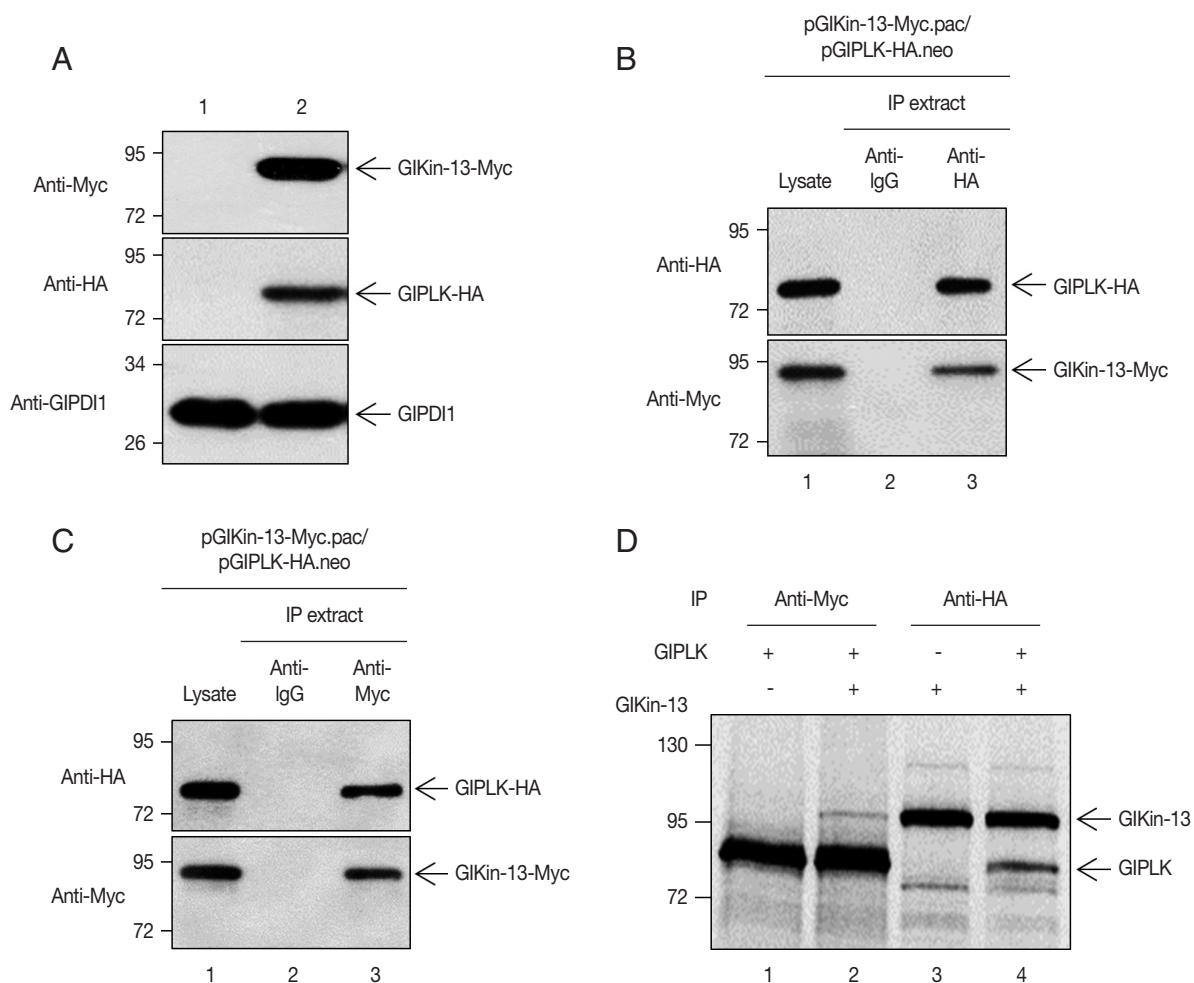 A
1 2
Anti-Myc
95
72
GIKin-13-Myc
Anti-HA
95
72
GIPLK-HA
Anti-GIPDI1
34
26
GIPDI1
B
pGIKin-13-Myc.pac/
pGIPLK-HA.neo
IP extract
Lysate
Anti-
IgG
Anti-
HA
Anti-HA
95
72
GIPLK-HA
Anti-Myc
95
72
GIKin-13-Myc
1 2 3
C
pGIKin-13-Myc.pac/
pGIPLK-HA.neo
IP extract
Lysate
Anti-
IgG
Anti-
Myc
Anti-HA
95
72
GIPLK-HA
Anti-Myc
95
72
GIKin-13-Myc
1 2 3
D
IP Anti-Myc Anti-HA
GIPLK + + - +
GIKin-13 - + + +
130
95
72
GIKin-13
GIPLK
1 2 3 4